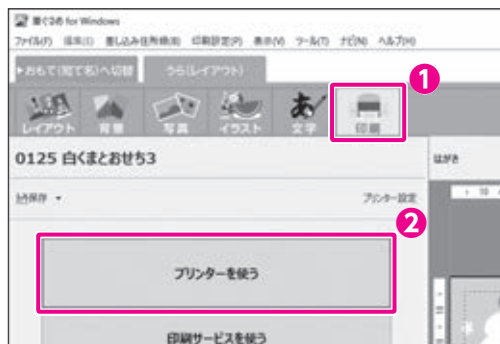 筆ぐるめ for Windows
ファイル(F) 編集(E) 差し込み住所録(B) 印刷設定(P) 表示(V) ツール(T) ナビ(N) ヘルプ(H)
▶おもて(宛て名)へ切替 うら(レイアウト)
1
レイアウト 背景 写真 イラスト 文字 印刷
0125 白くまとおせち3
はがき
保存 プリンター設定
2
プリンターを使う
印刷サービスを使う